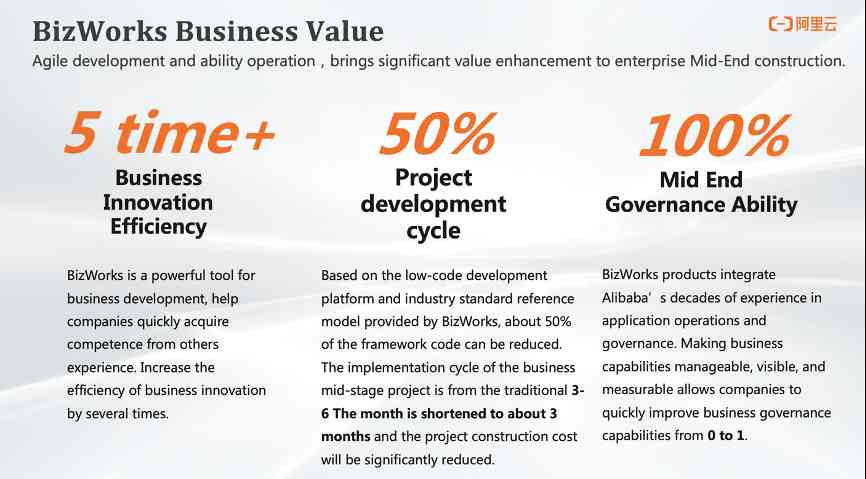 BizWorks Business Value
阿里云
Agile development and ability operation，brings significant value enhancement to enterprise Mid-End construction.
5 time+
Business
Innovation
Efficiency
BizWorks is a powerful tool for
business development, help
companies quickly acquire
competence from others
experience. Increase the
efficiency of business innovation
by several times.
50%
Project
development
cycle
Based on the low-code development
platform and industry standard reference
model provided by BizWorks, about 50%
of the framework code can be reduced.
The implementation cycle of the business
mid-stage project is from the traditional 3-
6 The month is shortened to about 3
months and the project construction cost
will be significantly reduced.
100%
Mid End
Governance Ability
BizWorks products integrate
Alibaba’s decades of experience in
application operations and
governance. Making business
capabilities manageable, visible, and
measurable allows companies to
quickly improve business governance
capabilities from 0 to 1.